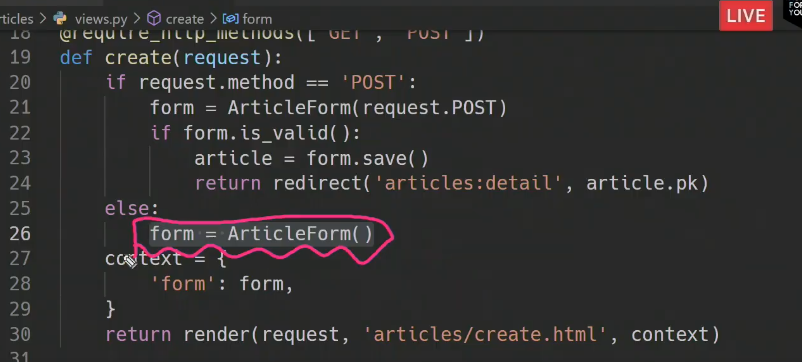 rticles > views.py > create > form
LIVE
FOR
YOU
18 @require_http_methods(["GET", "POST"])
19 def create(request):
20 if request.method == 'POST':
21 form = ArticleForm(request.POST)
22 if form.is_valid():
23 article = form.save()
24 return redirect('articles:detail', article.pk)
25 else:
26 form = ArticleForm()
27 context = {
28 'form': form,
29 }
30 return render(request, 'articles/create.html', context)
31